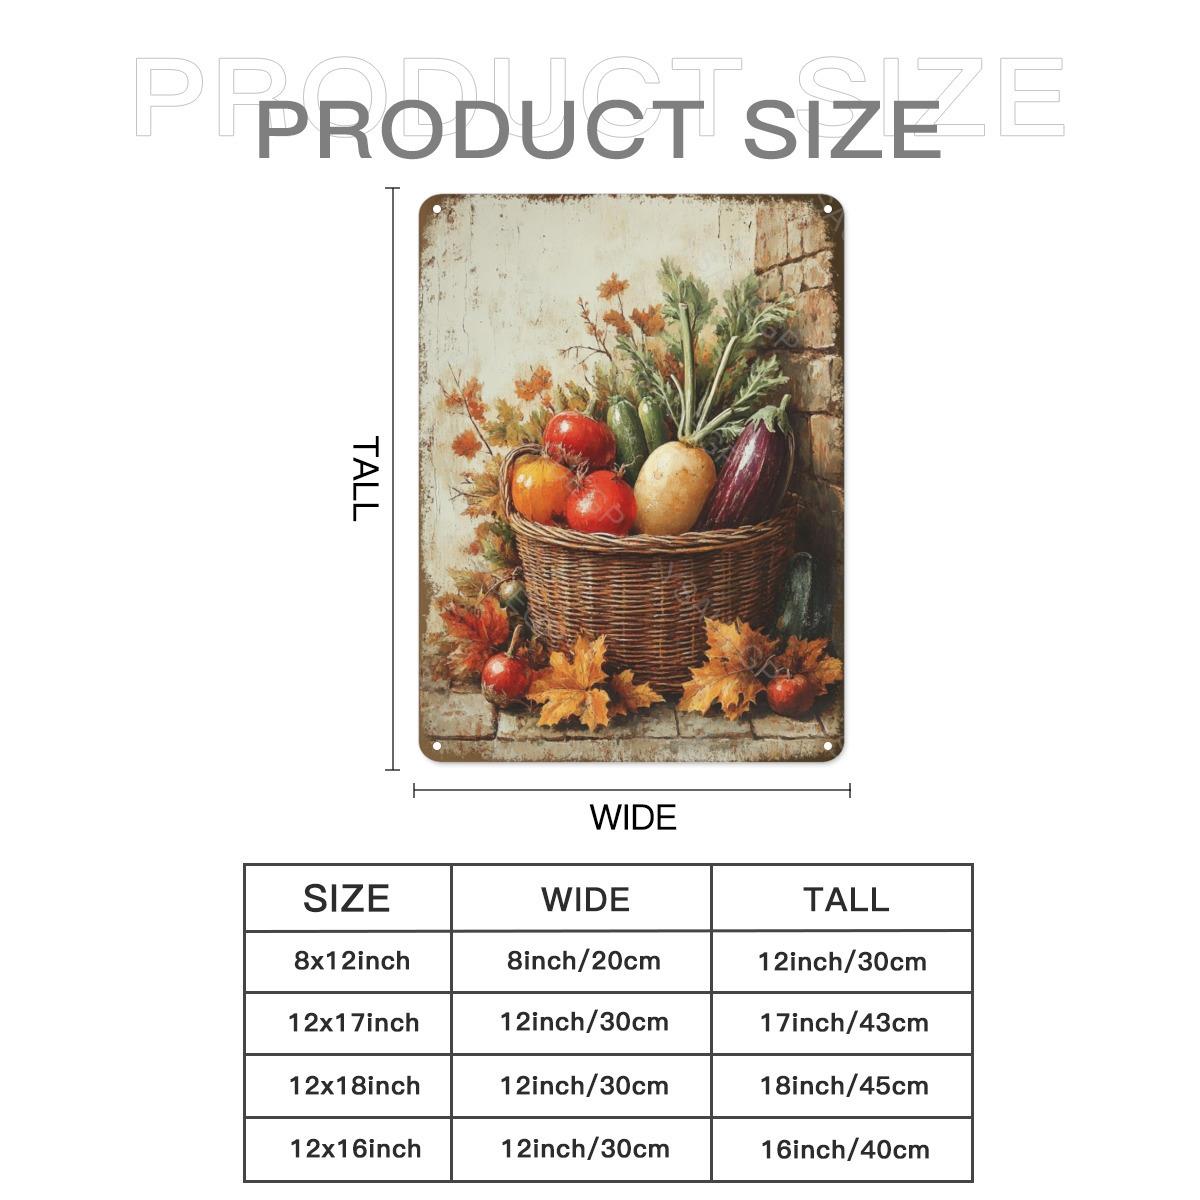 PRODUCT SIZE
PRODUCT SIZE
TALL
WIDE
SIZE WIDE TALL
8x12inch 8inch/20cm 12inch/30cm
12x17inch 12inch/30cm 17inch/43cm
12x18inch 12inch/30cm 18inch/45cm
12x16inch 12inch/30cm 16inch/40cm